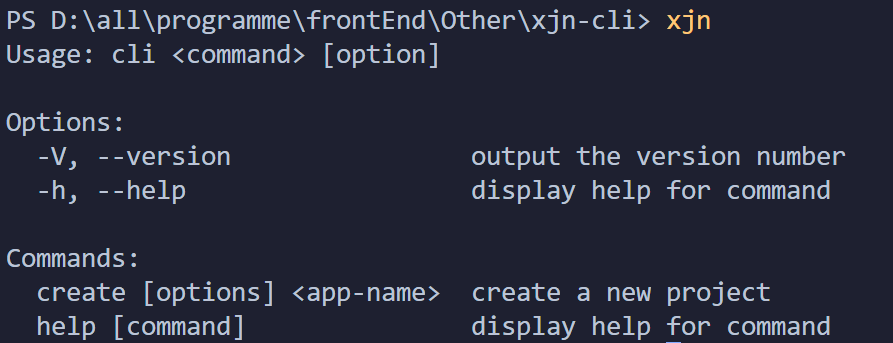 PS D:\all\programme\frontEnd\Other\xjn-cli> xjn
Usage: cli <command> [option]
Options:
-V, --version output the version number
-h, --help display help for command
Commands:
create [options] <app-name> create a new project
help [command] display help for command